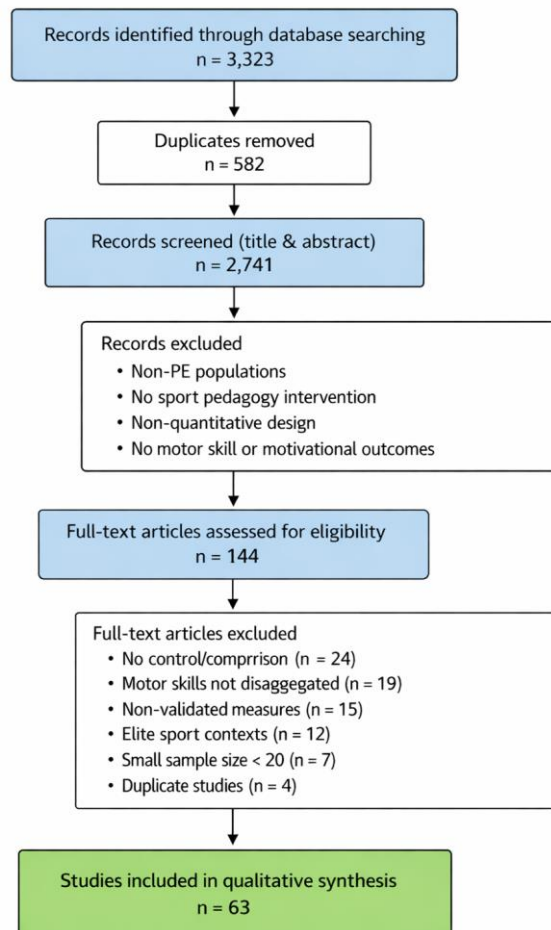 Records identified through database searching
n = 3,323
Duplicates removed
n = 582
Records screened (title & abstract)
n = 2,741
Records excluded
• Non-PE populations
• No sport pedagogy intervention
• Non-quantitative design
• No motor skill or motivational outcomes
Full-text articles assessed for eligibility
n = 144
Full-text articles excluded
• No control/comprrison (n = 24)
• Motor skills not disaggegated (n = 19)
• Non-validated measures (n = 15)
• Elite sport contexts (n = 12)
• Small sample size < 20 (n = 7)
• Duplicate studies (n = 4)
Studies included in qualitative synthesis
n = 63